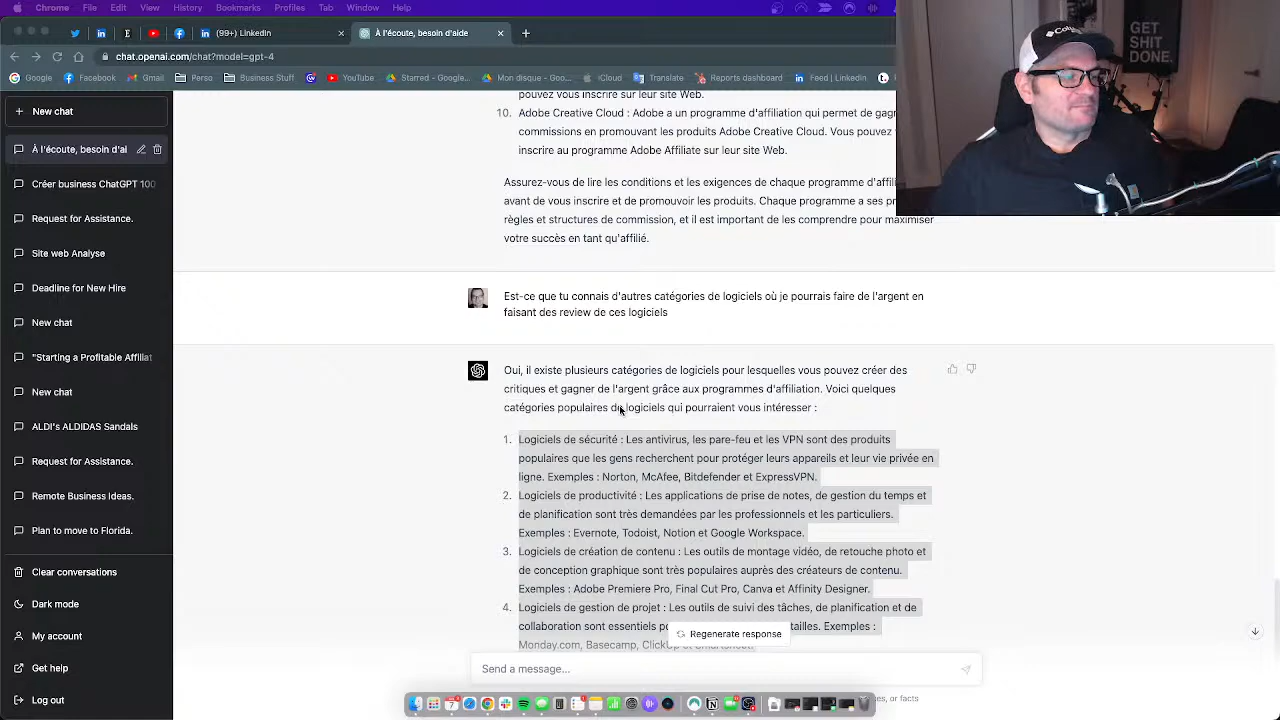 Chrome File Edit View History Bookmarks Profiles Tab Window Help
(99+) LinkedIn
À l'écoute, besoin d'aide
chat.openai.com/chat?model=gpt-4
Google Facebook Gmail Perso Business Stuff YouTube Starred - Google... Mon disque - Goog... iCloud Translate Reports dashboard Feed | LinkedIn
GET
SHIT
DONE.
New chat
À l'écoute, besoin d'ai
Créer business ChatGPT 100
Request for Assistance.
Site web Analyse
Deadline for New Hire
New chat
"Starting a Profitable Affiliat
New chat
ALDI's ALDIDAS Sandals
Request for Assistance.
Remote Business Ideas.
Plan to move to Florida.
Clear conversations
Dark mode
My account
Get help
Log out
pouvez vous inscrire sur leur site Web.
10. Adobe Creative Cloud : Adobe a un programme d'affiliation qui permet de gagn
commissions en promouvant les produits Adobe Creative Cloud. Vous pouvez
inscrire au programme Adobe Affiliate sur leur site Web.
Assurez-vous de lire les conditions et les exigences de chaque programme d'affili
avant de vous inscrire et de promouvoir les produits. Chaque programme a ses pr
règles et structures de commission, et il est important de les comprendre pour maximiser
votre succès en tant qu'affilié.
Est-ce que tu connais d'autres catégories de logiciels où je pourrais faire de l'argent en
faisant des review de ces logiciels
Oui, il existe plusieurs catégories de logiciels pour lesquelles vous pouvez créer des
critiques et gagner de l'argent grâce aux programmes d'affiliation. Voici quelques
catégories populaires de logiciels qui pourraient vous intéresser :
1. Logiciels de sécurité : Les antivirus, les pare-feu et les VPN sont des produits
populaires que les gens recherchent pour protéger leurs appareils et leur vie privée en
ligne. Exemples : Norton, McAfee, Bitdefender et ExpressVPN.
2. Logiciels de productivité : Les applications de prise de notes, de gestion du temps et
de planification sont très demandées par les professionnels et les particuliers.
Exemples : Evernote, Todoist, Notion et Google Workspace.
3. Logiciels de création de contenu : Les outils de montage vidéo, de retouche photo et
de conception graphique sont très populaires auprès des créateurs de contenu.
Exemples : Adobe Premiere Pro, Final Cut Pro, Canva et Affinity Designer.
4. Logiciels de gestion de projet : Les outils de suivi des tâches, de planification et de
collaboration sont essentiels po tailles. Exemples :
Regenerate response
Monday.com, Basecamp, ClickUp et Smartsheet.
Send a message...
es, or facts